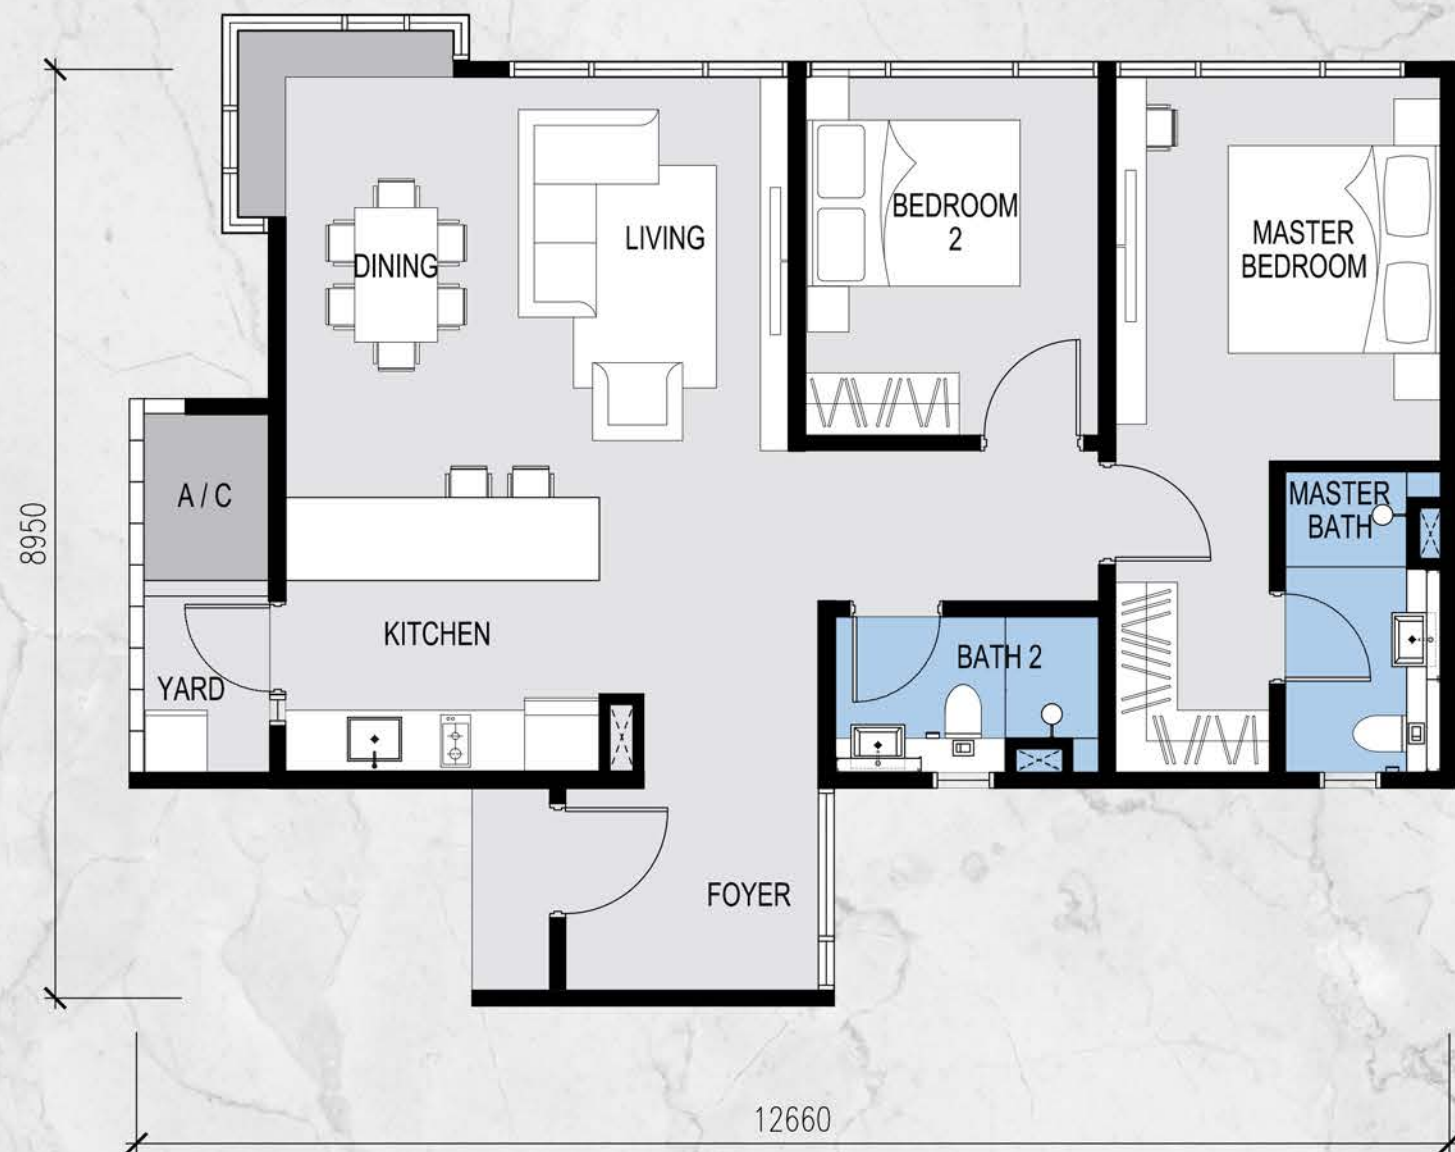 BEDROOM
2
LIVING
MASTER
BEDROOM
DINING
A / C
MASTER
BATH
8950
KITCHEN
BATH 2
YARD
FOYER
12660